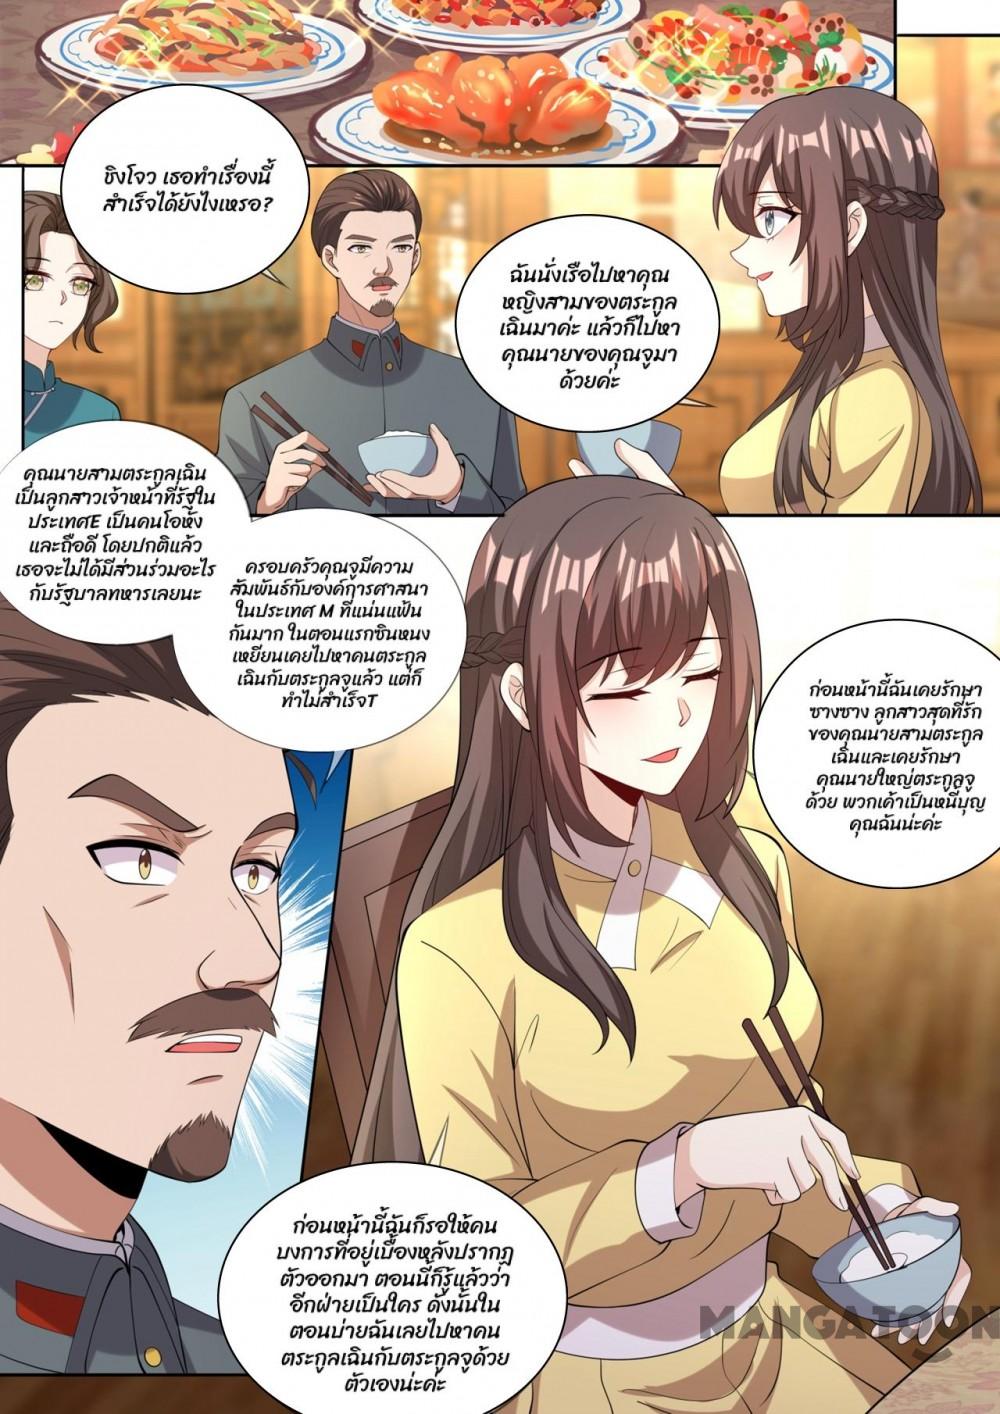 ชิงโจว เธอทำเรื่องนี้
สำเร็จได้ยังไงเหรอ?
ฉันนั่งเรือไปหาคุณ
หญิงสามของตระกูล
เฉินมาค่ะ แล้วก็ไปหา
คุณนายของคุณจูมา
ด้วยค่ะ
คุณนายสามตระกูลเฉิน
เป็นลูกสาวเจ้าหน้าที่รัฐใน
ประเทศE เป็นคนโอหัง
และถือดี โดยปกติแล้ว
เธอจะไม่ได้มีส่วนร่วมอะไร
กับรัฐบาลทหารเลยนะ
ครอบครัวคุณจูมีความ
สัมพันธ์กับองค์การศาสนา
ในประเทศ M ที่แน่นแฟ้น
กันมาก ในตอนแรกซินหนง
เหยียนเคยไปหาคนตระกูล
เฉินกับตระกูลจูแล้ว แต่ก็
ทำไม่สำเร็จT
ก่อนหน้านี้ฉันเคยรักษา
ซางซาง ลูกสาวสุดที่รัก
ของคุณนายสามตระกูล
เฉินและเคยรักษา
คุณนายใหญ่ตระกูลจู
ด้วย พวกเค้าเป็นหนี้บุญ
คุณฉันน่ะค่ะ
ก่อนหน้านี้ฉันก็รอให้คน
บงการที่อยู่เบื้องหลังปรากฏ
ตัวออกมา ตอนนี้ก็รู้แล้วว่า
อีกฝ่ายเป็นใคร ดังนั้นใน
ตอนบ่ายฉันเลยไปหาคน
ตระกูลเฉินกับตระกูลจูด้วย
ตัวเองน่ะค่ะ
MANGATOON